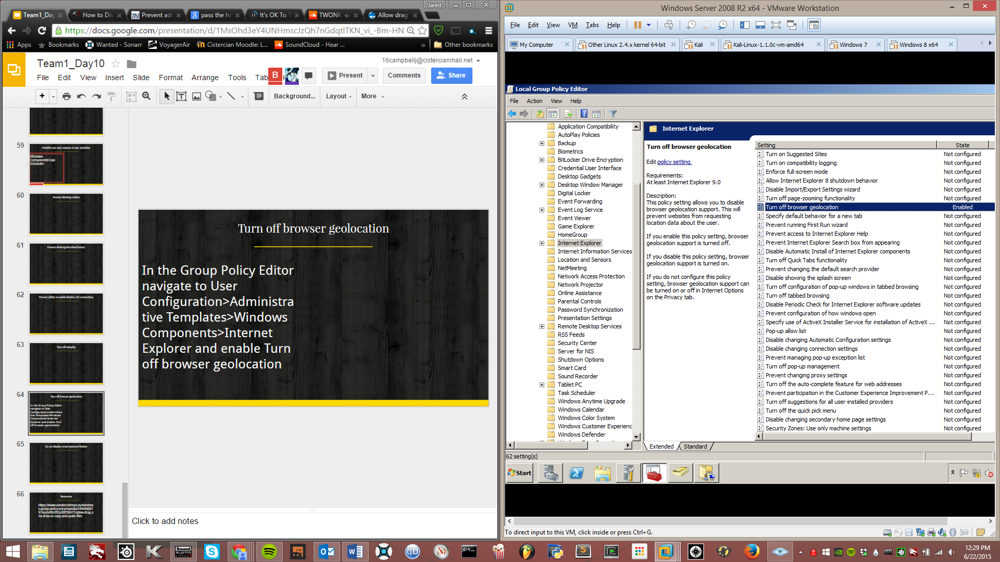 Jared
Team1_Day
How to Dis
Prevent ad
pass the ha
It's OK To T
TWONK
Allow drag
https://docs.google.com/presentation/d/1MsOhd3eY4UNHmscJzQh7nGdqtlTKN_vi_-Bm-HN
Apps
Bookmarks
Wanted - Sonarr
VoyagerAir
Cistercian Moodle: L...
SoundCloud - Hear ...
»
Other bookmarks
Team1_Day10
16campbellj@cistercianmail.net
File
Edit
View
Insert
Slide
Format
Arrange
Tools
Tab
B
Present
Comments
Share
Background...
Layout
More
59
Prohibit new task creation in task scheduler
Windows
Components\Task
Scheduler
60
Prevent deleting cookies
61
Prevent deleting download history
62
Prevent ability to enable/disable LAN connections
63
Turn off autoplay
64
Turn off browser geolocation
In the Group Policy Editor
navigate to User
Configuration>Administra
tive Templates>Windows
Components>Internet
Explorer and enable Turn
off browser geolocation
65
Do not display reveal password button
66
Resources
Turn off browser geolocation
In the Group Policy Editor
navigate to User
Configuration>Administra
tive Templates>Windows
Components>Internet
Explorer and enable Turn
off browser geolocation
Click to add notes
Windows Server 2008 R2 x64 - VMware Workstation
File
Edit
View
VM
Tabs
Help
My Computer
Other Linux 2.4.x kernel 64-bit
Kali
Kali-Linux-1.1.0c-vm-amd64
Windows 7
Windows 8 x64
Local Group Policy Editor
File
Action
View
Help
Application Compatibility
AutoPlay Policies
Backup
Biometrics
BitLocker Drive Encryption
Credential User Interface
Desktop Gadgets
Desktop Window Manager
Digital Locker
Event Forwarding
Event Log Service
Event Viewer
Game Explorer
HomeGroup
Internet Explorer
Internet Information Services
Location and Sensors
NetMeeting
Network Access Protection
Network Projector
Online Assistance
Parental Controls
Password Synchronization
Presentation Settings
Remote Desktop Services
RSS Feeds
Security Center
Server for NIS
Shutdown Options
Smart Card
Sound Recorder
Tablet PC
Task Scheduler
Windows Anytime Upgrade
Windows Calendar
Windows Color System
Windows Customer Experienc
Windows Defender
Internet Explorer
Turn off browser geolocation
Edit policy setting
Requirements:
At least Internet Explorer 9.0
Description:
This policy setting allows you to disable
browser geolocation support. This will
prevent websites from requesting
location data about the user.
If you enable this policy setting, browser
geolocation support is turned off.
If you disable this policy setting, browser
geolocation support is turned on.
If you do not configure this policy
setting, browser geolocation support can
be turned on or off in Internet Options
on the Privacy tab.
Setting State
Turn on Suggested Sites Not configured
Turn on compatibility logging Not configured
Enforce full-screen mode Not configured
Allow Internet Explorer 8 shutdown behavior Not configured
Disable Import/Export Settings wizard Not configured
Turn off page-zooming functionality Not configured
Turn off browser geolocation Enabled
Specify default behavior for a new tab Not configured
Prevent running First Run wizard Not configured
Prevent access to Internet Explorer Help Not configured
Prevent Internet Explorer Search box from appearing Not configured
Disable Automatic Install of Internet Explorer components Not configured
Turn off Quick Tabs functionality Not configured
Prevent changing the default search provider Not configured
Disable showing the splash screen Not configured
Turn off configuration of pop-up windows in tabbed browsing Not configured
Turn off tabbed browsing Not configured
Disable Periodic Check for Internet Explorer software updates Not configured
Prevent configuration of how windows open Not configured
Specify use of ActiveX Installer Service for installation of ActiveX ... Not configured
Pop-up allow list Not configured
Disable changing Automatic Configuration settings Not configured
Disable changing connection settings Not configured
Prevent managing pop-up exception list Not configured
Turn off pop-up management Not configured
Prevent changing proxy settings Not configured
Turn off the auto-complete feature for web addresses Not configured
Prevent participation in the Customer Experience Improvement P... Not configured
Turn off suggestions for all user-installed providers Not configured
Turn off the quick pick menu Not configured
Disable changing secondary home page settings Not configured
Security Zones: Use only machine settings Not configured
Extended
Standard
62 setting(s)
Start
To direct input to this VM, click inside or press Ctrl+G.
12:29 PM
6/22/2015